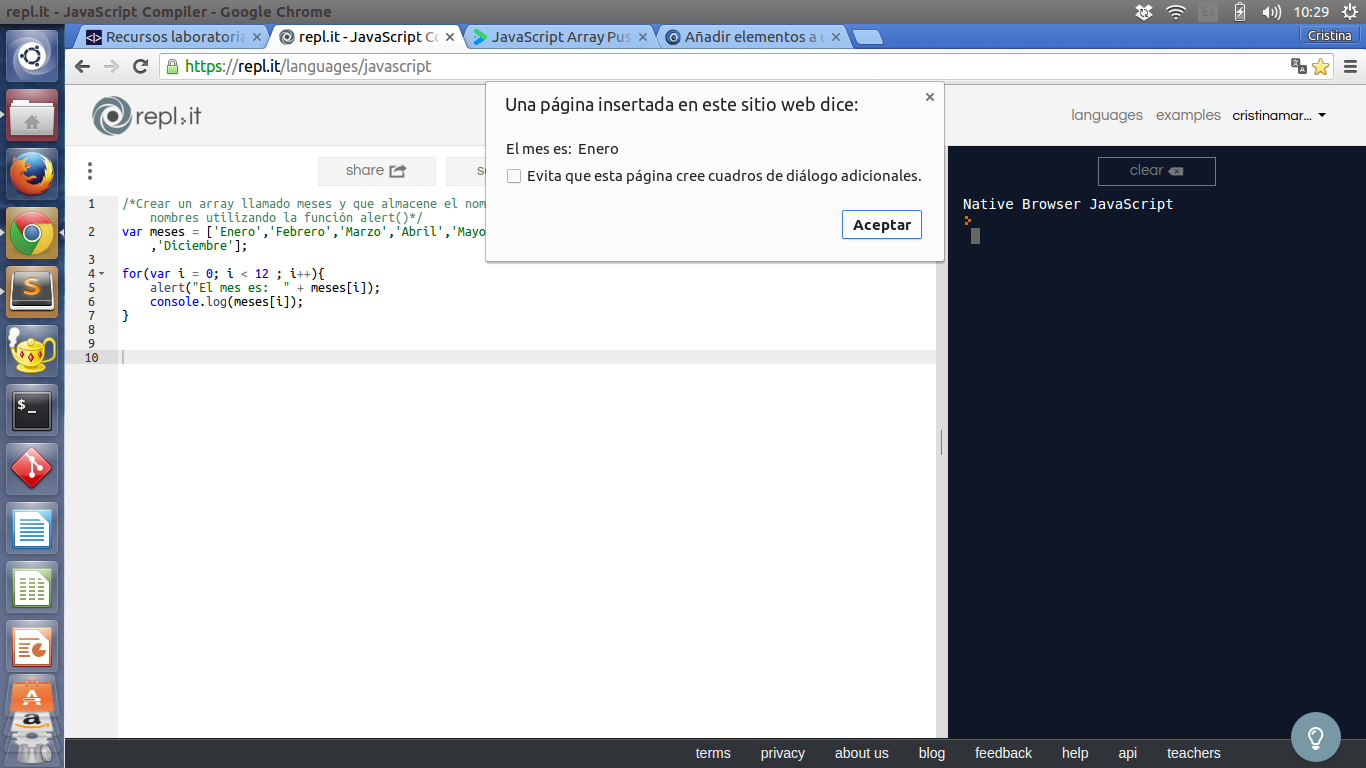 repl.it - JavaScript Compiler - Google Chrome
Es
10:29
Recursos laboratoria
repl.it - JavaScript Co
JavaScript Array Pus
Añadir elementos a u
Cristina
https://repl.it/languages/javascript
Una página insertada en este sitio web dice:
El mes es:  Enero
Evita que esta página cree cuadros de diálogo adicionales.
Aceptar
repl.it
languages
examples
cristinamar...
share
clear
1 /*Crear un array llamado meses y que almacene el nom
nombres utilizando la función alert()*/
2 var meses = ['Enero','Febrero','Marzo','Abril','Mayo
,'Diciembre'];
3
4 for(var i = 0; i < 12 ; i++){
5 alert("El mes es:  " + meses[i]);
6 console.log(meses[i]);
7 }
8
9
10
Native Browser JavaScript
terms
privacy
about us
blog
feedback
help
api
teachers